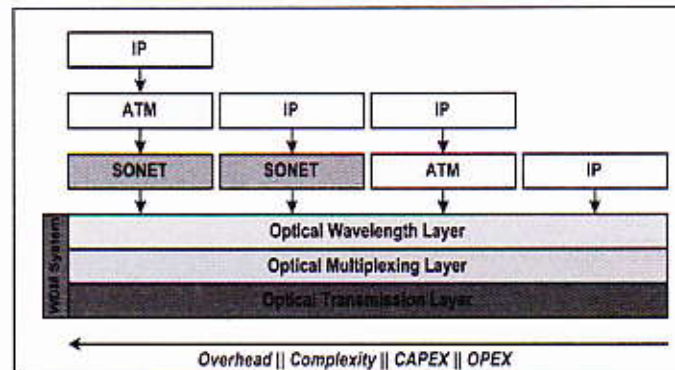 IP
ATM IP IP
SONET SONET ATM IP
WDM System
Optical Wavelength Layer
Optical Multiplexing Layer
Optical Transmission Layer
Overhead || Complexity || CAPEX || OPEX